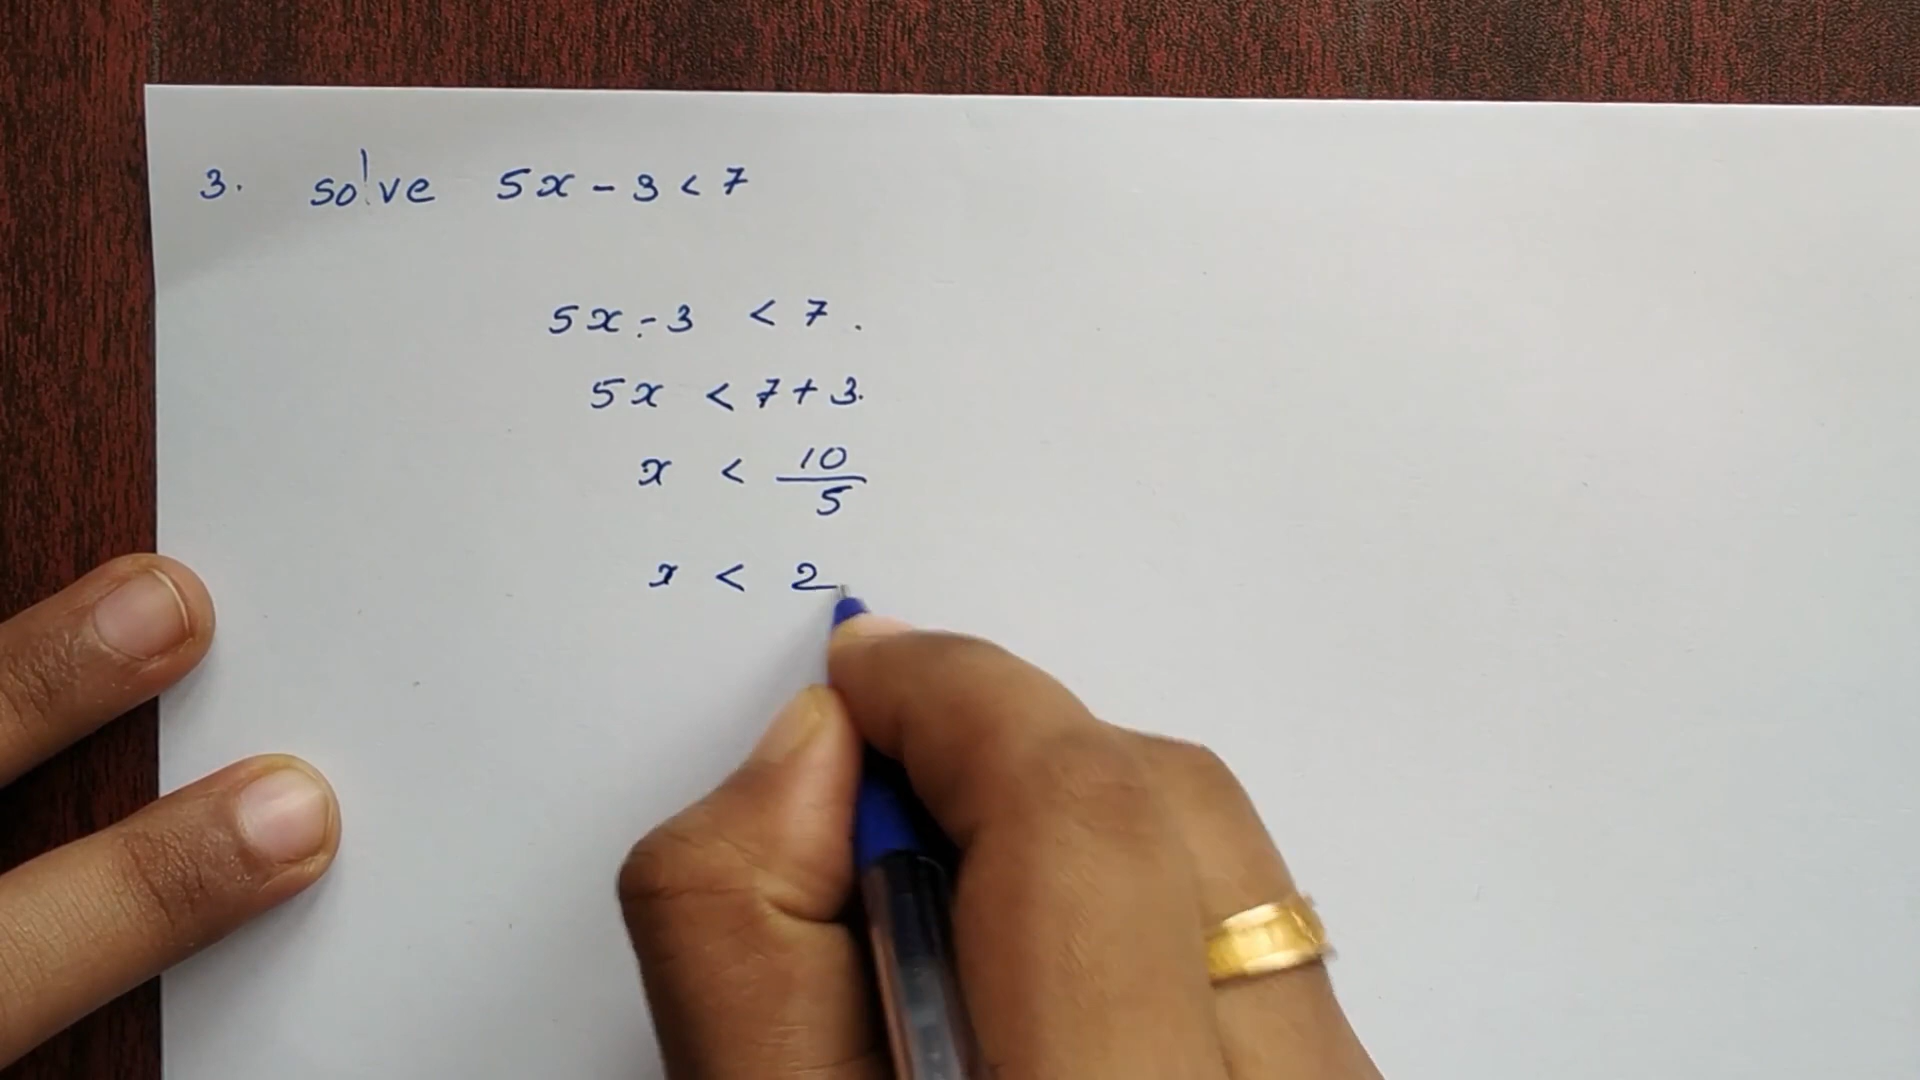 3. solve 5x - 3 < 7
5x - 3 < 7.
5x < 7 + 3.
x < 10/5
x < 2